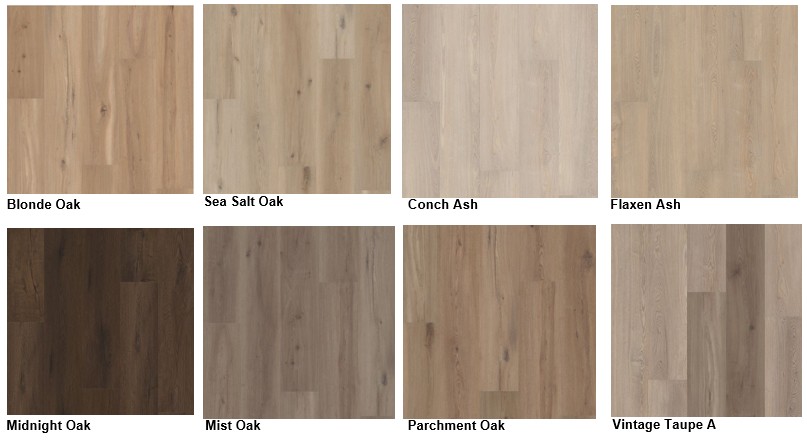 Blonde Oak
Sea Salt Oak
Conch Ash
Flaxen Ash
Midnight Oak
Mist Oak
Parchment Oak
Vintage Taupe A